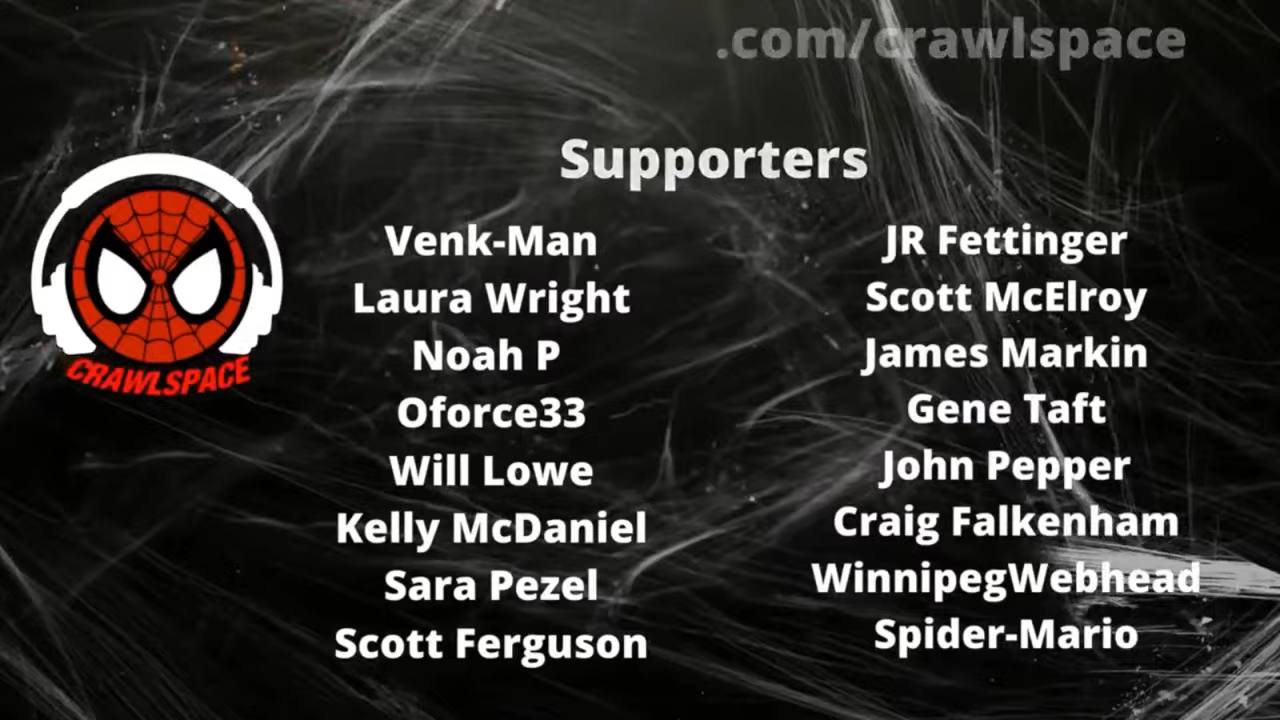 .com/crawlspace
Supporters
CRAWLSPACE
Venk-Man
Laura Wright
Noah P
Oforce33
Will Lowe
Kelly McDaniel
Sara Pezel
Scott Ferguson
JR Fettinger
Scott McElroy
James Markin
Gene Taft
John Pepper
Craig Falkenham
WinnipegWebhead
Spider-Mario